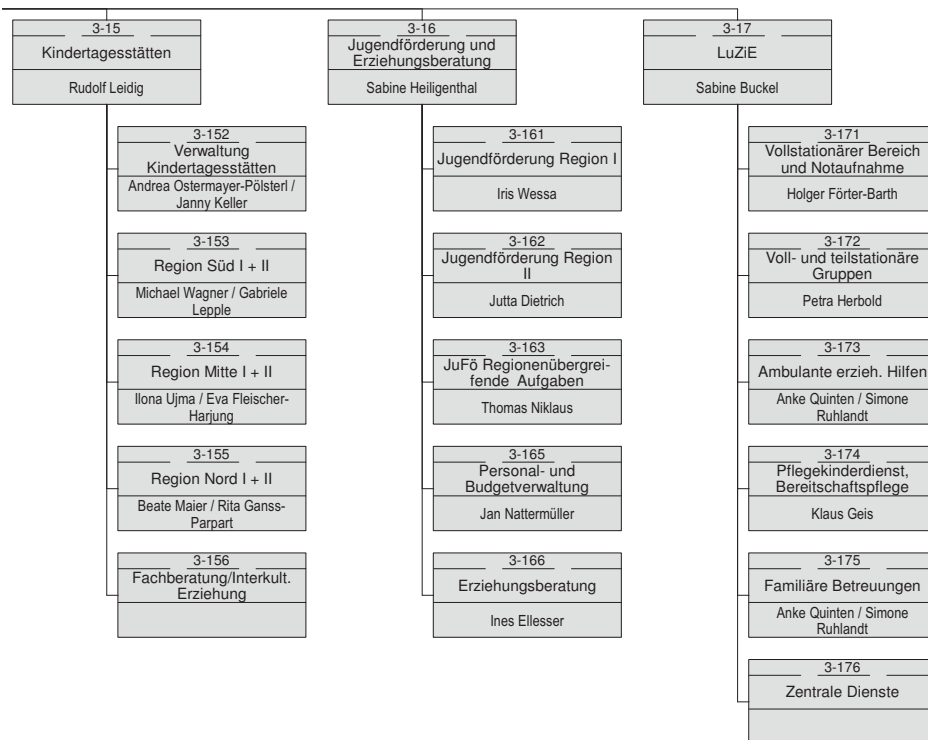 3-15
Kindertagesstätten
Rudolf Leidig
3-152
Verwaltung
Kindertagesstätten
Andrea Ostermayer-Pölsterl /
Janny Keller
3-153
Region Süd I + II
Michael Wagner / Gabriele
Lepple
3-154
Region Mitte I + II
Ilona Ujma / Eva Fleischer-
Harjung
3-155
Region Nord I + II
Beate Maier / Rita Ganss-
Parpart
3-156
Fachberatung/Interkult.
Erziehung
3-16
Jugendförderung und
Erziehungsberatung
Sabine Heiligenthal
3-161
Jugendförderung Region I
Iris Wessa
3-162
Jugendförderung Region
II
Jutta Dietrich
3-163
JuFö Regionenübergrei-
fende Aufgaben
Thomas Niklaus
3-165
Personal- und
Budgetverwaltung
Jan Nattermüller
3-166
Erziehungsberatung
Ines Ellesser
3-17
LuZiE
Sabine Buckel
3-171
Vollstationärer Bereich
und Notaufnahme
Holger Förter-Barth
3-172
Voll- und teilstationäre
Gruppen
Petra Herbold
3-173
Ambulante erzieh. Hilfen
Anke Quinten / Simone
Ruhlandt
3-174
Pflegekinderdienst,
Bereitschaftspflege
Klaus Geis
3-175
Familiäre Betreuungen
Anke Quinten / Simone
Ruhlandt
3-176
Zentrale Dienste